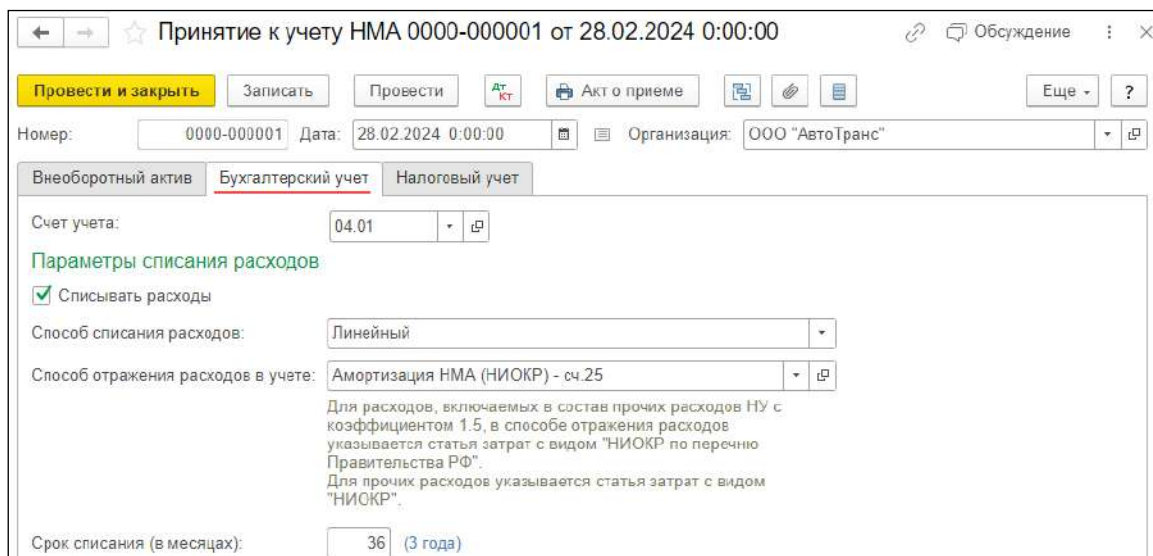 Принятие к учету НМА 0000-000001 от 28.02.2024 0:00:00 Обсуждение
Провести и закрыть Записать Провести Дт Кт Акт о приеме Еще ?
Номер: 0000-000001 Дата: 28.02.2024 0:00:00 Организация: ООО "АвтоТранс"
Внеоборотный актив Бухгалтерский учет Налоговый учет
Счет учета: 04.01
Параметры списания расходов
Списывать расходы
Способ списания расходов: Линейный
Способ отражения расходов в учете: Амортизация НМА (НИОКР) - сч.25
Для расходов, включаемых в состав прочих расходов НУ с
коэффициентом 1.5, в способе отражения расходов
указывается статья затрат с видом "НИОКР по перечню
Правительства РФ".
Для прочих расходов указывается статья затрат с видом
"НИОКР".
Срок списания (в месяцах): 36 (3 года)